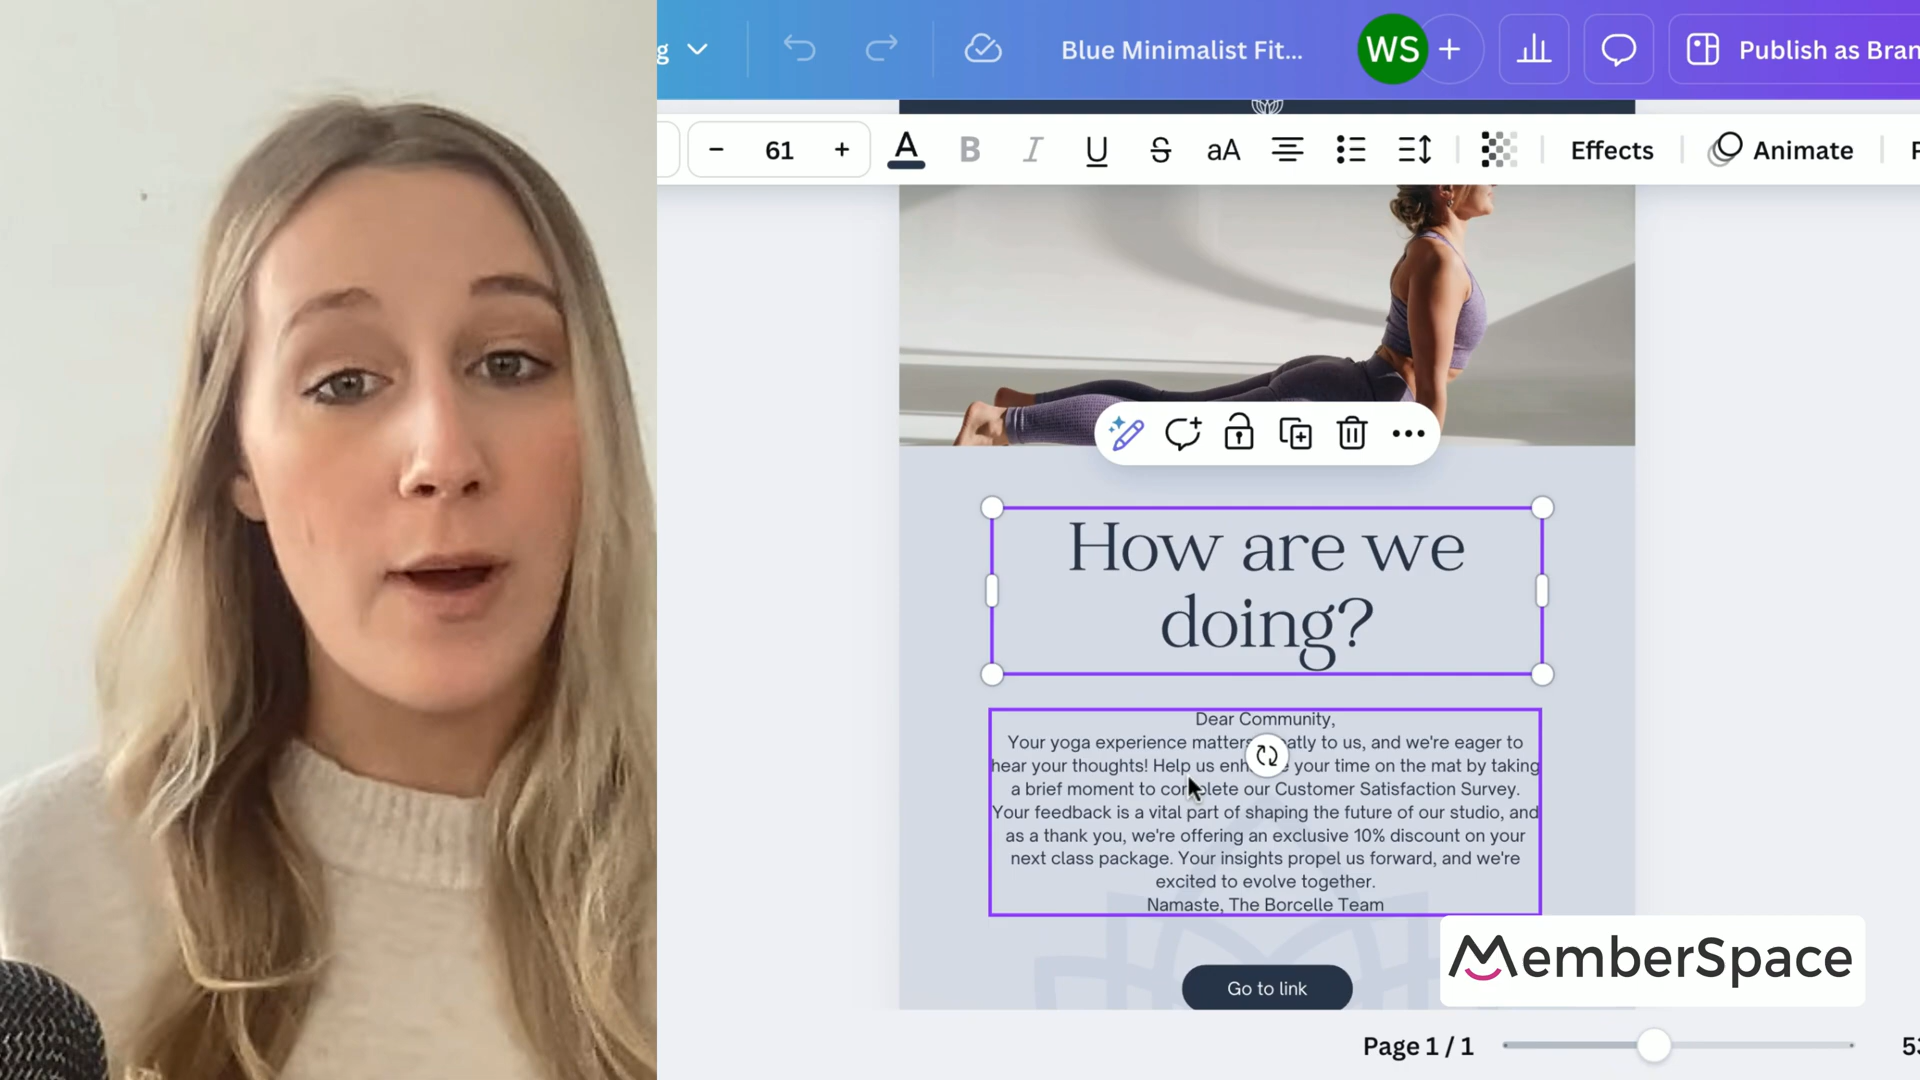 g
Blue Minimalist Fit...
WS
+
Publish as Bran
− 61 + A B I U S aA Effects Animate
How are we
doing?
Dear Community,
Your yoga experience matters to us, and we're eager to
hear your thoughts! Help us your time on the mat by taking
a brief moment to complete our Customer Satisfaction Survey.
Your feedback is a vital part of shaping the future of our studio, and
as a thank you, we're offering an exclusive 10% discount on your
next class package. Your insights propel us forward, and we're
excited to evolve together.
Namaste, The Borcelle Team
Go to link
MemberSpace
Page 1 / 1